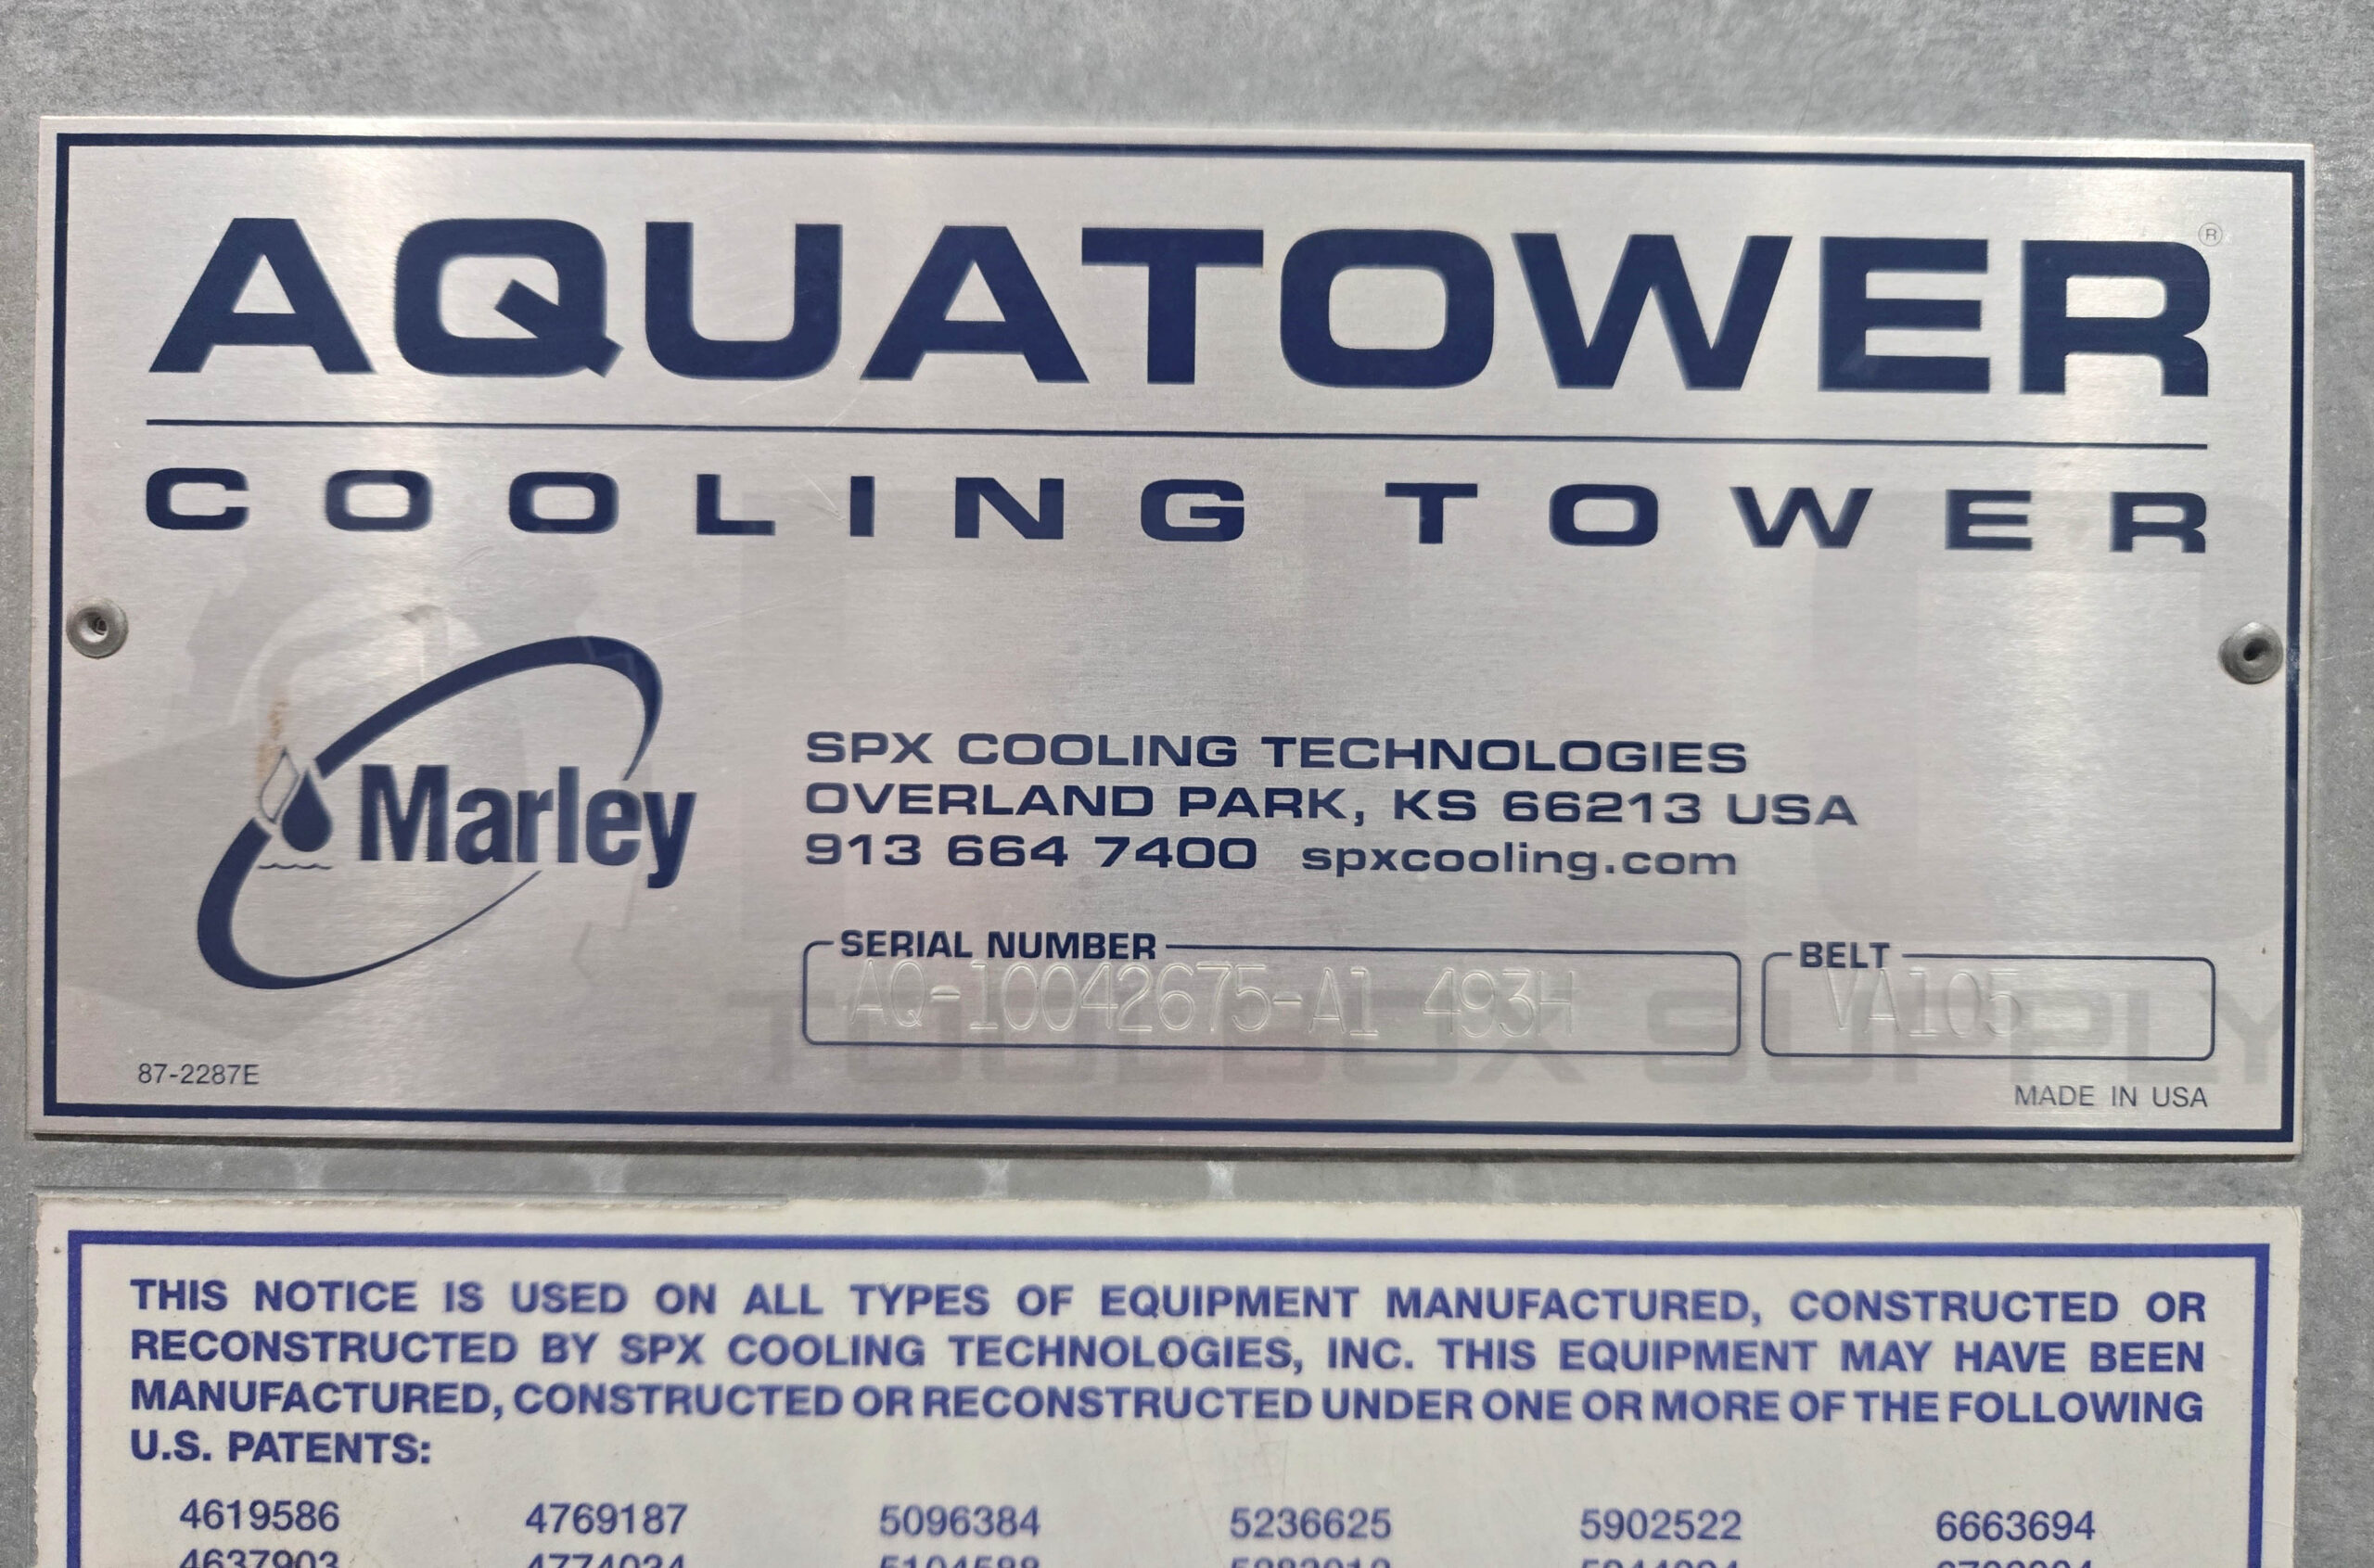 AQUATOWER®
COOLING TOWER
Marley
SPX COOLING TECHNOLOGIES
OVERLAND PARK, KS 66213 USA
913 664 7400 spxcooling.com
SERIAL NUMBER
AQ-10042675-A1 493H
BELT
VA105
TOOLBOX SUPPLY
87-2287E
MADE IN USA
THIS NOTICE IS USED ON ALL TYPES OF EQUIPMENT MANUFACTURED, CONSTRUCTED OR
RECONSTRUCTED BY SPX COOLING TECHNOLOGIES, INC. THIS EQUIPMENT MAY HAVE BEEN
MANUFACTURED, CONSTRUCTED OR RECONSTRUCTED UNDER ONE OR MORE OF THE FOLLOWING
U.S. PATENTS:
4619586 4769187 5096384 5236625 5902522 6663694
4637903